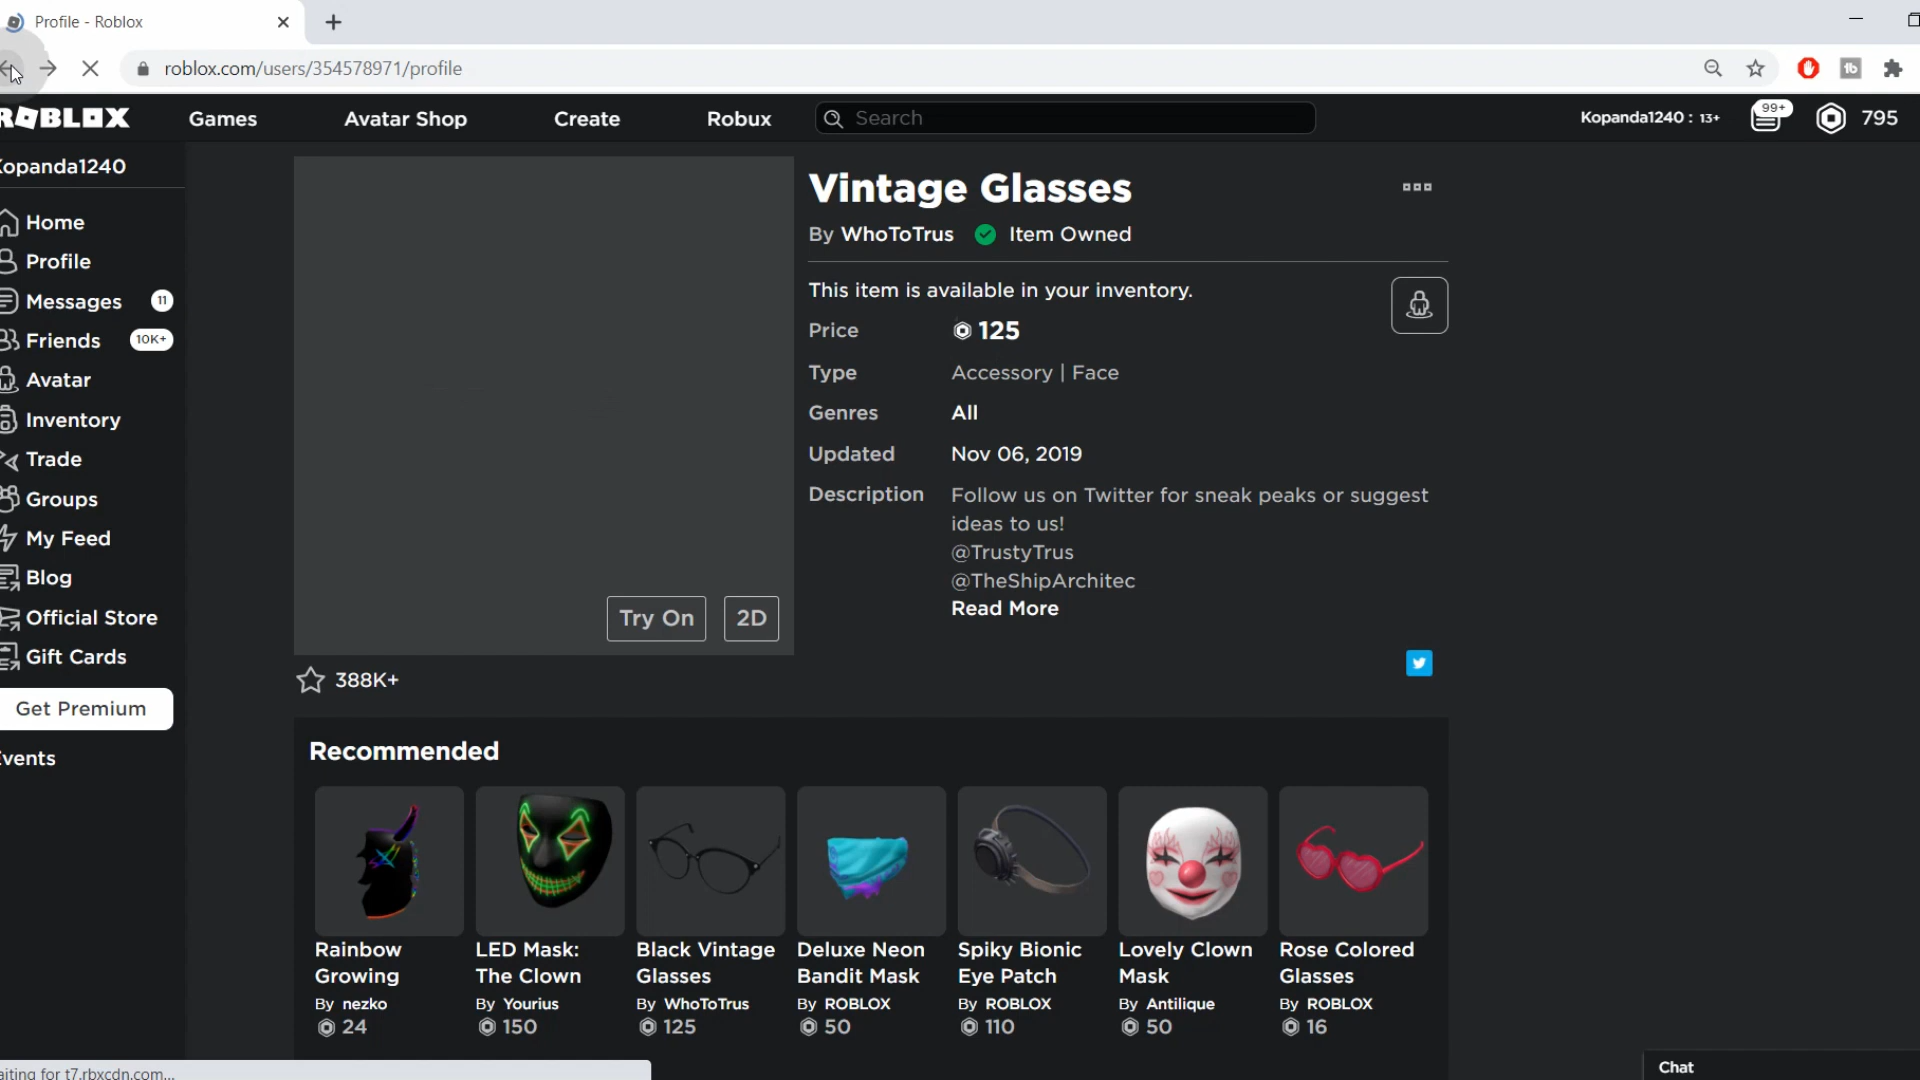 Profile - Roblox
roblox.com/users/354578971/profile
ROBLOX
Games
Avatar Shop
Create
Robux
Search
Kopanda1240 : 13+
99+
795
Kopanda1240
Home
Profile
Messages
11
Friends
10K+
Avatar
Inventory
Trade
Groups
My Feed
Blog
Official Store
Gift Cards
Get Premium
Events
Try On
2D
388K+
Vintage Glasses
By WhoToTrus Item Owned
This item is available in your inventory.
Price 125
Type Accessory | Face
Genres All
Updated Nov 06, 2019
Description Follow us on Twitter for sneak peaks or suggest
ideas to us!
@TrustyTrus
@TheShipArchitec
Read More
Recommended
Rainbow
Growing
By nezko
24
LED Mask:
The Clown
By Yourius
150
Black Vintage
Glasses
By WhoToTrus
125
Deluxe Neon
Bandit Mask
By ROBLOX
50
Spiky Bionic
Eye Patch
By ROBLOX
110
Lovely Clown
Mask
By Antilique
50
Rose Colored
Glasses
By ROBLOX
16
aiting for t7.rbxcdn.com...
Chat